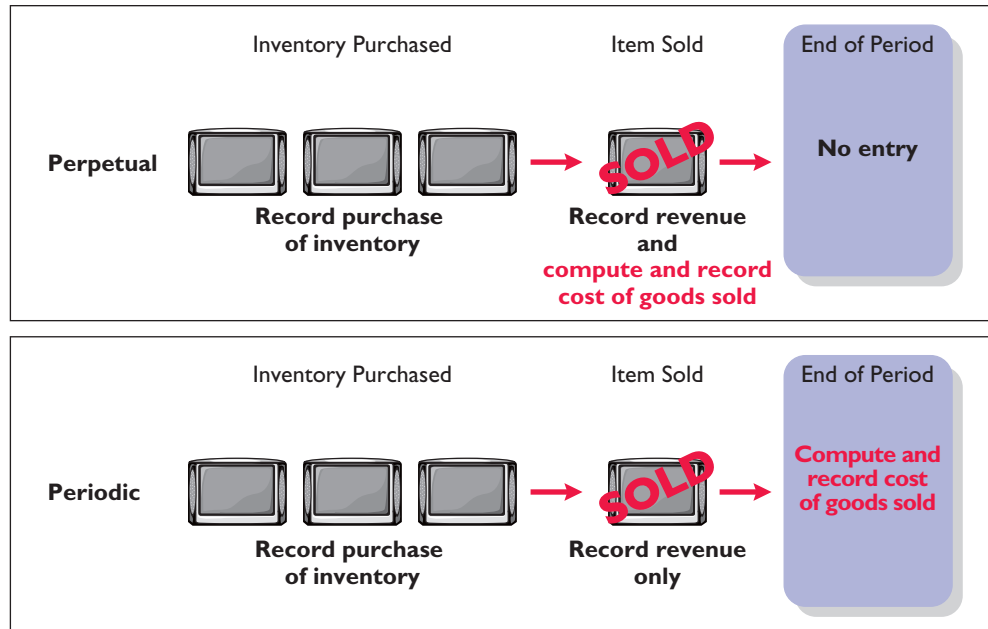 Inventory Purchased
Item Sold
End of Period
Perpetual
SOLD
No entry
Record purchase
of inventory
Record revenue
and
compute and record
cost of goods sold
Inventory Purchased
Item Sold
End of Period
Periodic
SOLD
Compute and
record cost
of goods sold
Record purchase
of inventory
Record revenue
only